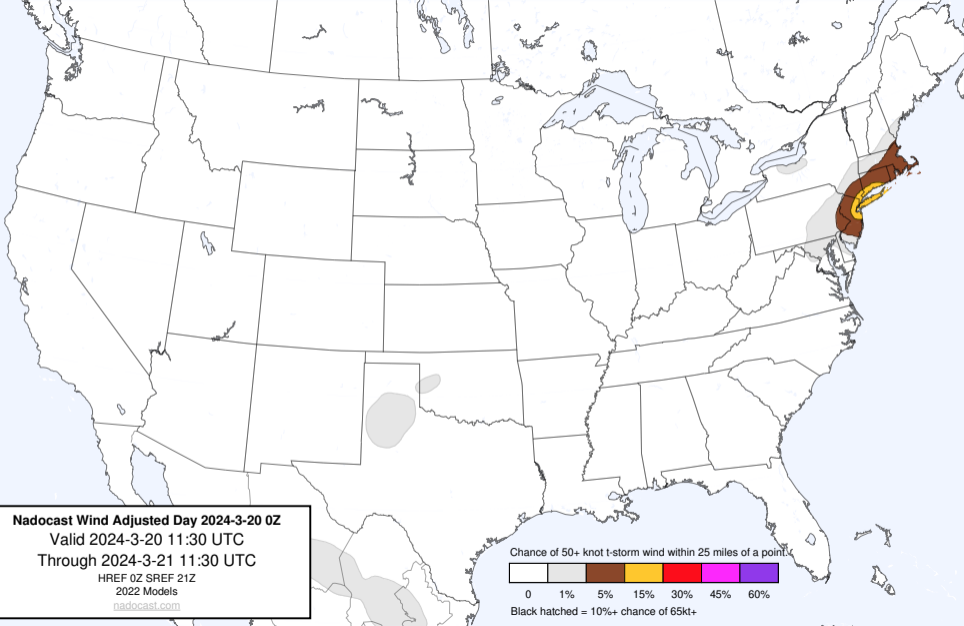 Nadocast Wind Adjusted Day 2024-3-20 0Z
Valid 2024-3-20 11:30 UTC
Through 2024-3-21 11:30 UTC
HREF 0Z SREF 21Z
2022 Models
nadocast.com
Chance of 50+ knot t-storm wind within 25 miles of a point.
0 1% 5% 15% 30% 45% 60%
Black hatched = 10%+ chance of 65kt+